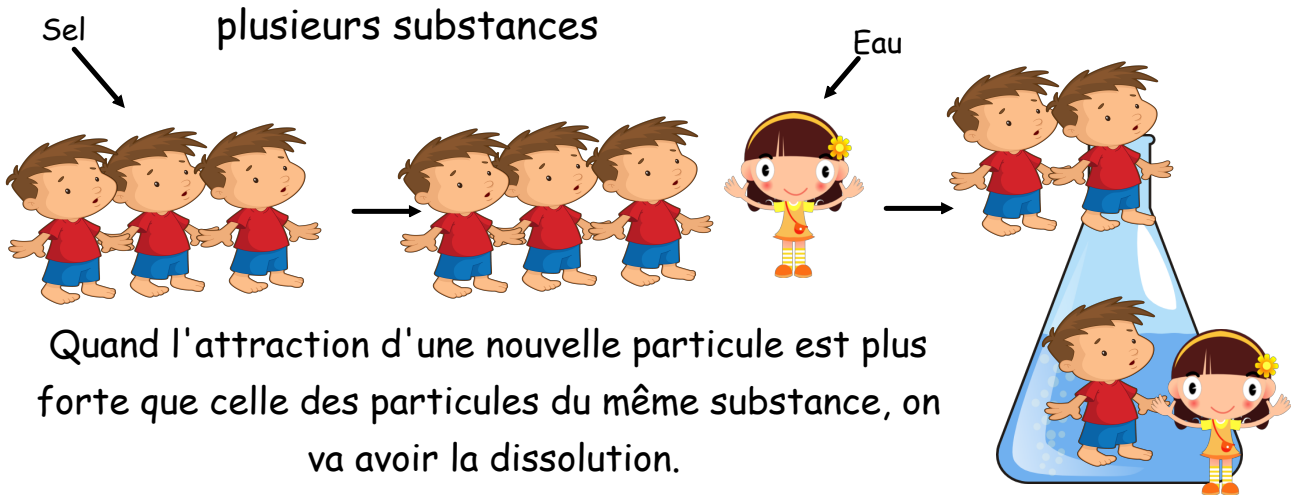 plusieurs substances
Sel
Eau
Quand l'attraction d'une nouvelle particule est plus
forte que celle des particules du même substance, on
va avoir la dissolution.